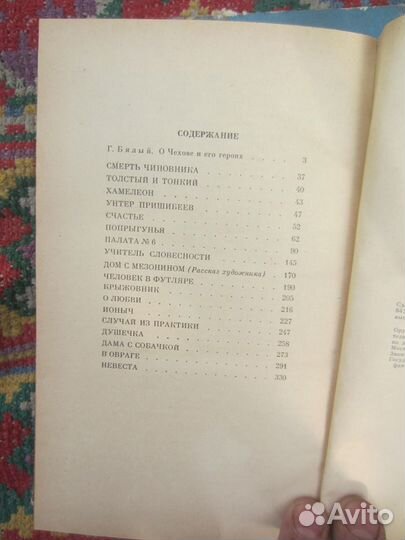 СОДЕРЖАНИЕ
Г. Бялый. О Чехове и его героях . . . . 3
СМЕРТЬ ЧИНОВНИКА . . . . . . . 37
ТОЛСТЫЙ И ТОНКИЙ . . . . . . . 40
ХАМЕЛЕОН . . . . . . . . . 43
УНТЕР ПРИШИБЕЕВ . . . . . . . 47
СЧАСТЬЕ . . . . . . . . . 52
ПОПРЫГУНЬЯ . . . . . . . . 62
ПАЛАТА № 6 . . . . . . . . 90
УЧИТЕЛЬ СЛОВЕСНОСТИ . . . . . . 145
ДОМ С МЕЗОНИНОМ (Рассказ художника) . 170
ЧЕЛОВЕК В ФУТЛЯРЕ . . . . . . . 190
КРЫЖОВНИК . . . . . . . . 205
О ЛЮБВИ . . . . . . . . . 216
ИОНЫЧ . . . . . . . . . 227
СЛУЧАЙ ИЗ ПРАКТИКИ . . . . . . 247
ДУШЕЧКА . . . . . . . . . 258
ДАМА С СОБАЧКОЙ . . . . . . . 273
В ОВРАГЕ . . . . . . . . . 291
НЕВЕСТА . . . . . . . . . 330
Avito